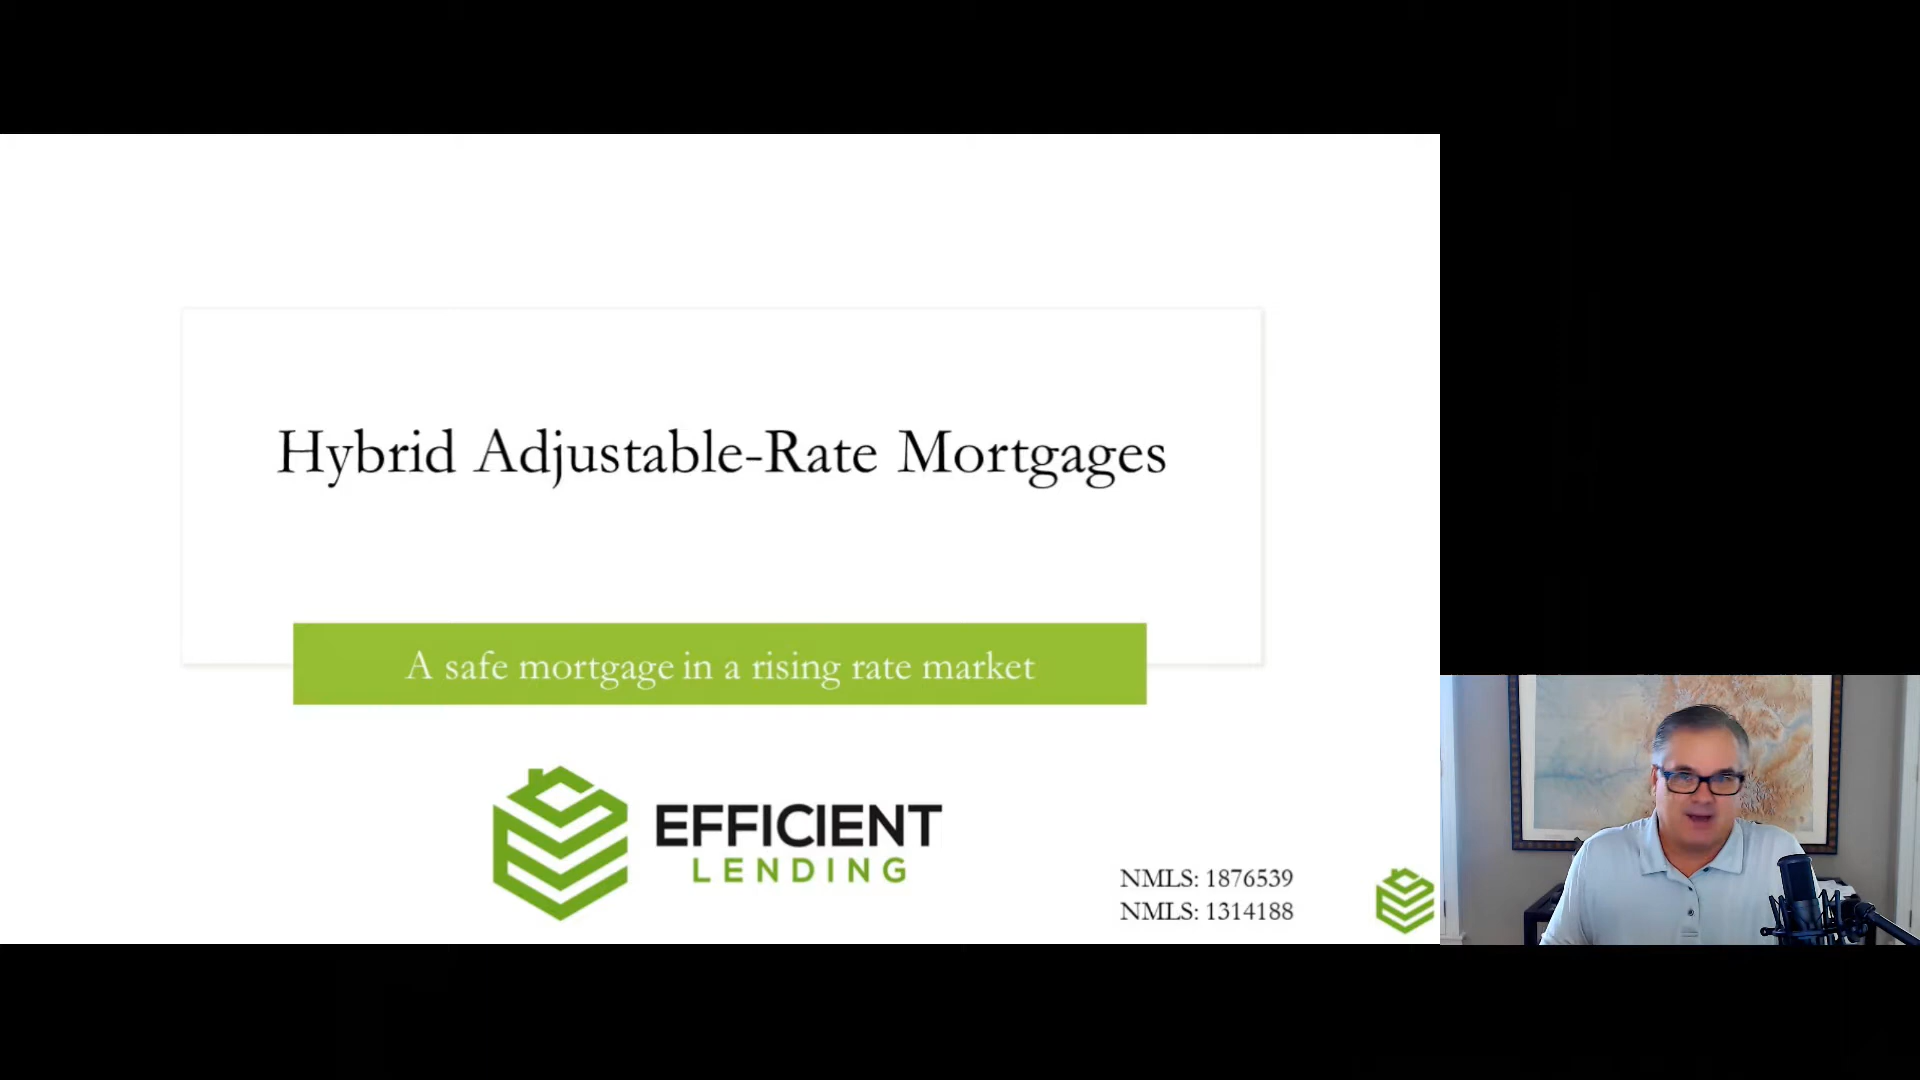 Hybrid Adjustable-Rate Mortgages
A safe mortgage in a rising rate market
EFFICIENT
LENDING
NMLS: 1876539
NMLS: 1314188